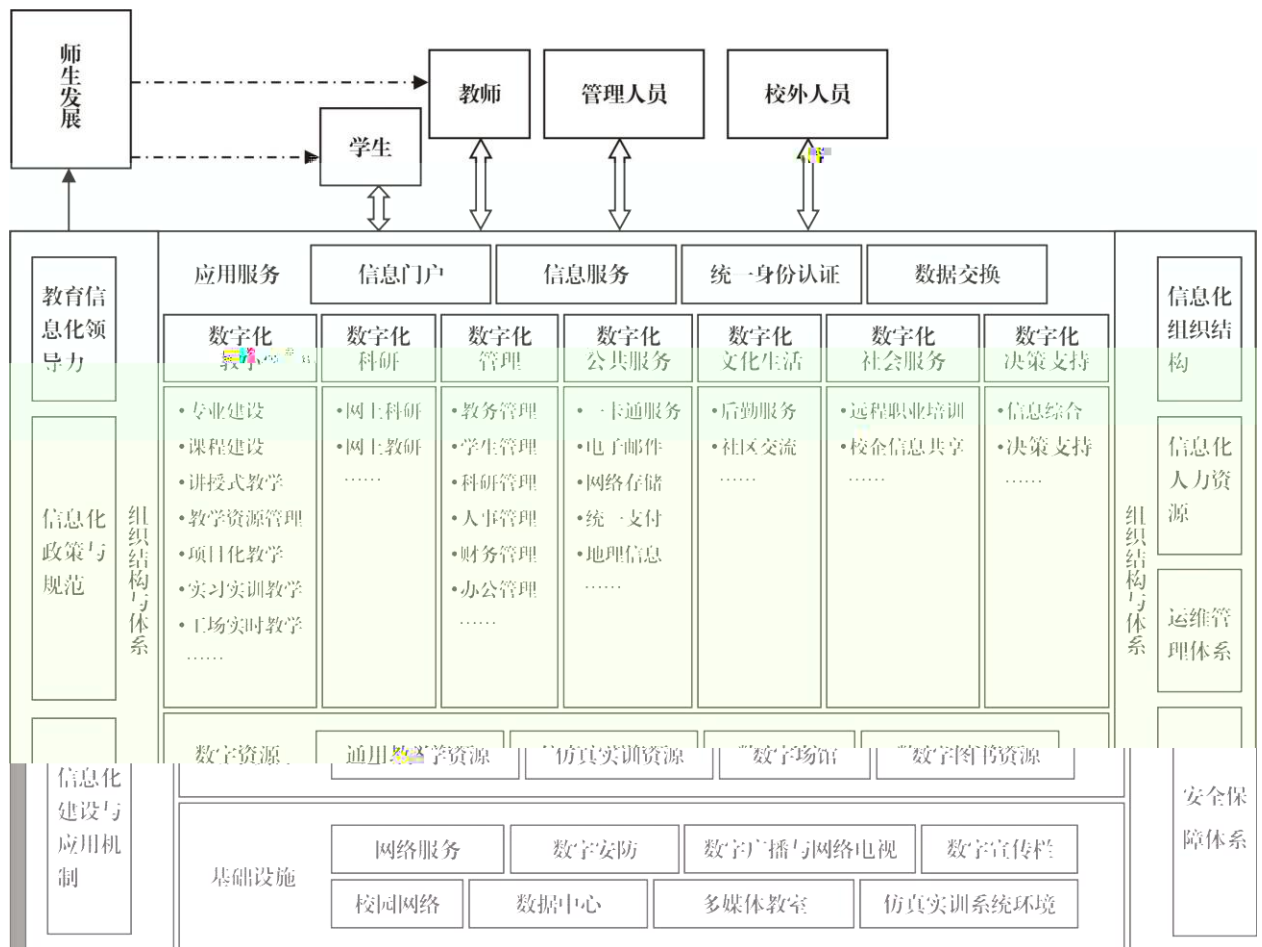 师生发展
教师
管理人员
校外人员
学生
教育信
息化领
导力
信息化
政策与
规范
信息化
建设与
应用机
制
组织结构与体系
应用服务
信息门户
信息服务
统一身份认证
数据交换
数字化
数字化
科研
数字化
管理
数字化
公共服务
数字化
文化生活
数字化
社会服务
数字化
决策支持
•专业建设
•课程建设
•讲授式教学
•教学资源管理
•项目化教学
•实习实训教学
•工场实时教学
······
•网上科研
•网上教研
······
•教务管理
•学生管理
•科研管理
•人事管理
•财务管理
•办公管理
······
•一卡通服务
•电子邮件
•网络存储
•统一支付
•地理信息
······
•后勤服务
•社区交流
······
•远程职业培训
•校企信息共享
······
•信息综合
•决策支持
······
数字资源
通用教学资源
仿真实训资源
数字场馆
数字图书资源
基础设施
网络服务
数字安防
数字广播与网络电视
数字宣传栏
校园网络
数据中心
多媒体教室
仿真实训系统环境
组织结构与体系
信息化
组织结
构
信息化
人力资
源
运维管
理体系
安全保
障体系